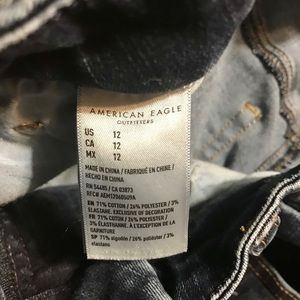 AMERICAN EAGLE
OUTFITTERS
US 12
CA 12
MX 12
MADE IN CHINA / FABRIQUÉ EN CHINE /
HECHO EN CHINA
RN 54485 / CA 03873
EN 71% COTTON / 26% POLYESTER / 3%
ELASTANE. EXCLUSIVE OF DECORATION
FR 71% COTON / 26% POLYESTER / 3%
ELASTANE. À L'EXCEPTION DE LA
GARNITURE
SP 71% algodón / 26% poliéster / 3%
elastano